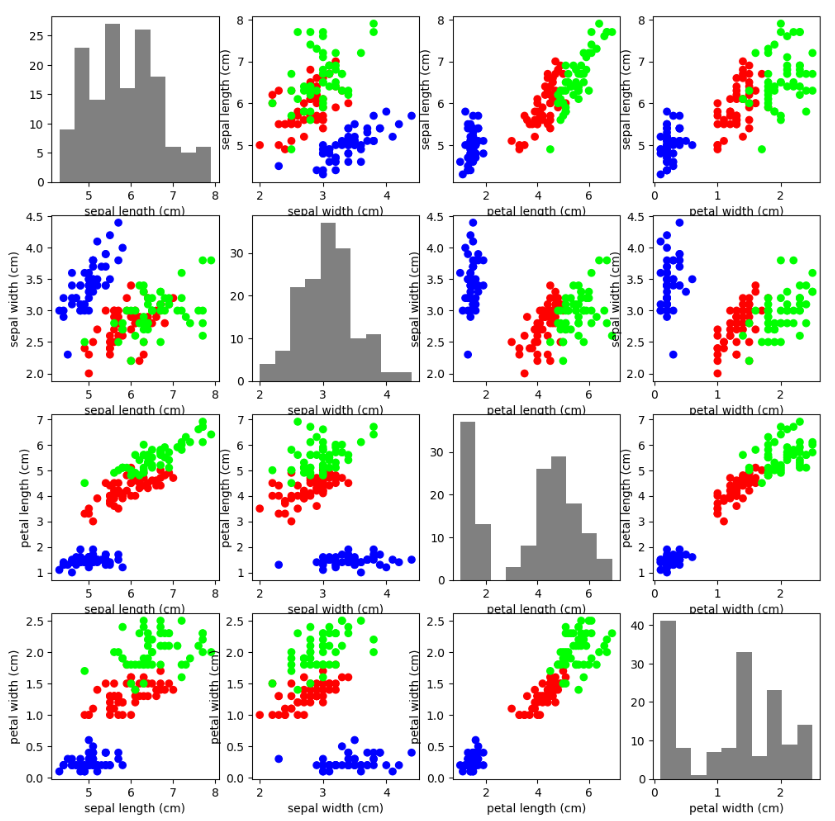 25
20
15
10
5
0
5 6 7 8
sepal length (cm)
sepal length (cm)
8
7
6
5
2 3 4
sepal width (cm)
sepal length (cm)
8
7
6
5
2 4 6
petal length (cm)
sepal length (cm)
8
7
6
5
0 1 2
petal width (cm)
sepal width (cm)
4.5
4.0
3.5
3.0
2.5
2.0
5 6 7 8
sepal length (cm)
30
20
10
0
2 3 4
sepal width (cm)
sepal width (cm)
4.5
4.0
3.5
3.0
2.5
2.0
2 4 6
petal length (cm)
sepal width (cm)
4.5
4.0
3.5
3.0
2.5
2.0
0 1 2
petal width (cm)
petal length (cm)
7
6
5
4
3
2
1
5 6 7 8
sepal length (cm)
petal length (cm)
7
6
5
4
3
2
1
2 3 4
sepal width (cm)
30
20
10
0
2 4 6
petal length (cm)
petal length (cm)
7
6
5
4
3
2
1
0 1 2
petal width (cm)
petal width (cm)
2.5
2.0
1.5
1.0
0.5
0.0
5 6 7 8
sepal length (cm)
petal width (cm)
2.5
2.0
1.5
1.0
0.5
0.0
2 3 4
sepal width (cm)
petal width (cm)
2.5
2.0
1.5
1.0
0.5
0.0
2 4 6
petal length (cm)
40
30
20
10
0
0 1 2
petal width (cm)